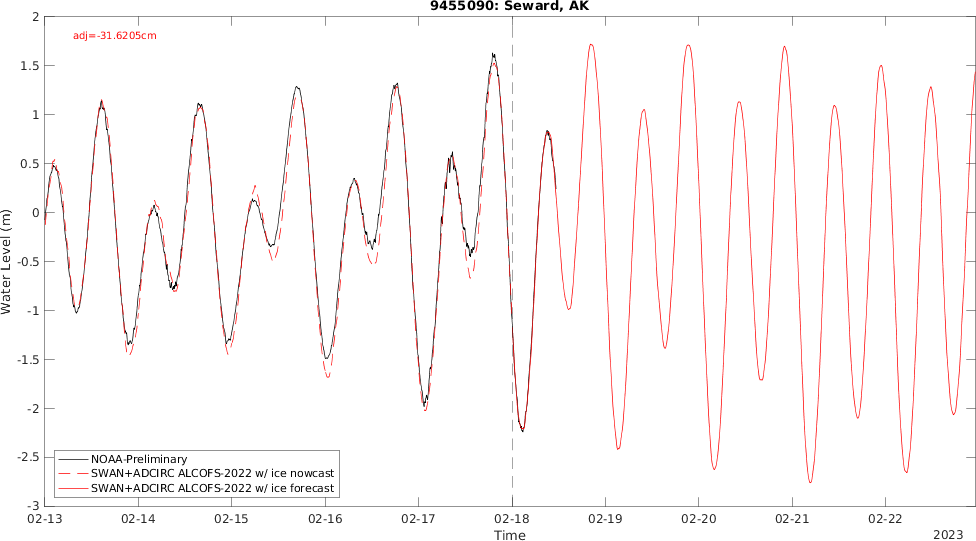 9455090: Seward, AK
adj=-31.6205cm
2
1.5
1
0.5
0
-0.5
-1
-1.5
-2
-2.5
-3
Water Level (m)
NOAA-Preliminary
SWAN+ADCIRC ALCOFS-2022 w/ ice nowcast
SWAN+ADCIRC ALCOFS-2022 w/ ice forecast
02-13 02-14 02-15 02-16 02-17 02-18 02-19 02-20 02-21 02-22
Time
2023